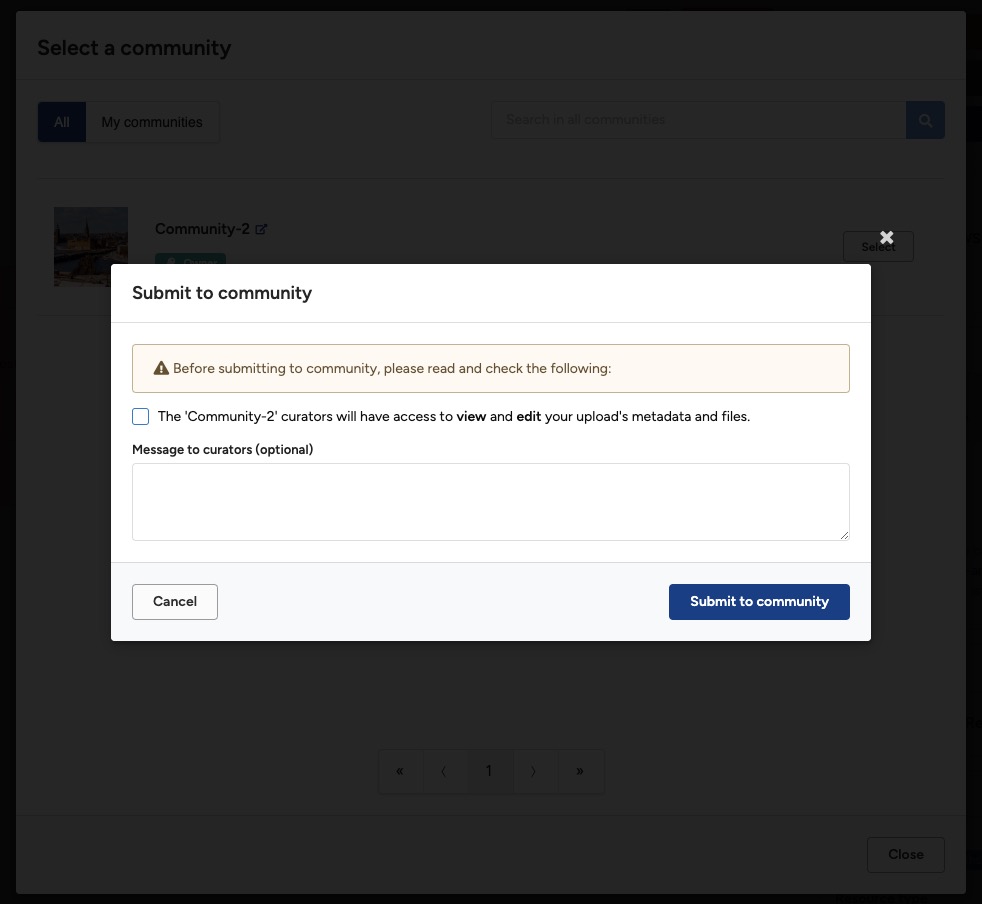 Select a community
All
My communities
Search in all communities
Community-2
Owner
Select
Submit to community
Before submitting to community, please read and check the following:
The 'Community-2' curators will have access to view and edit your upload's metadata and files.
Message to curators (optional)
Cancel
Submit to community
« ‹ 1 › »
Close